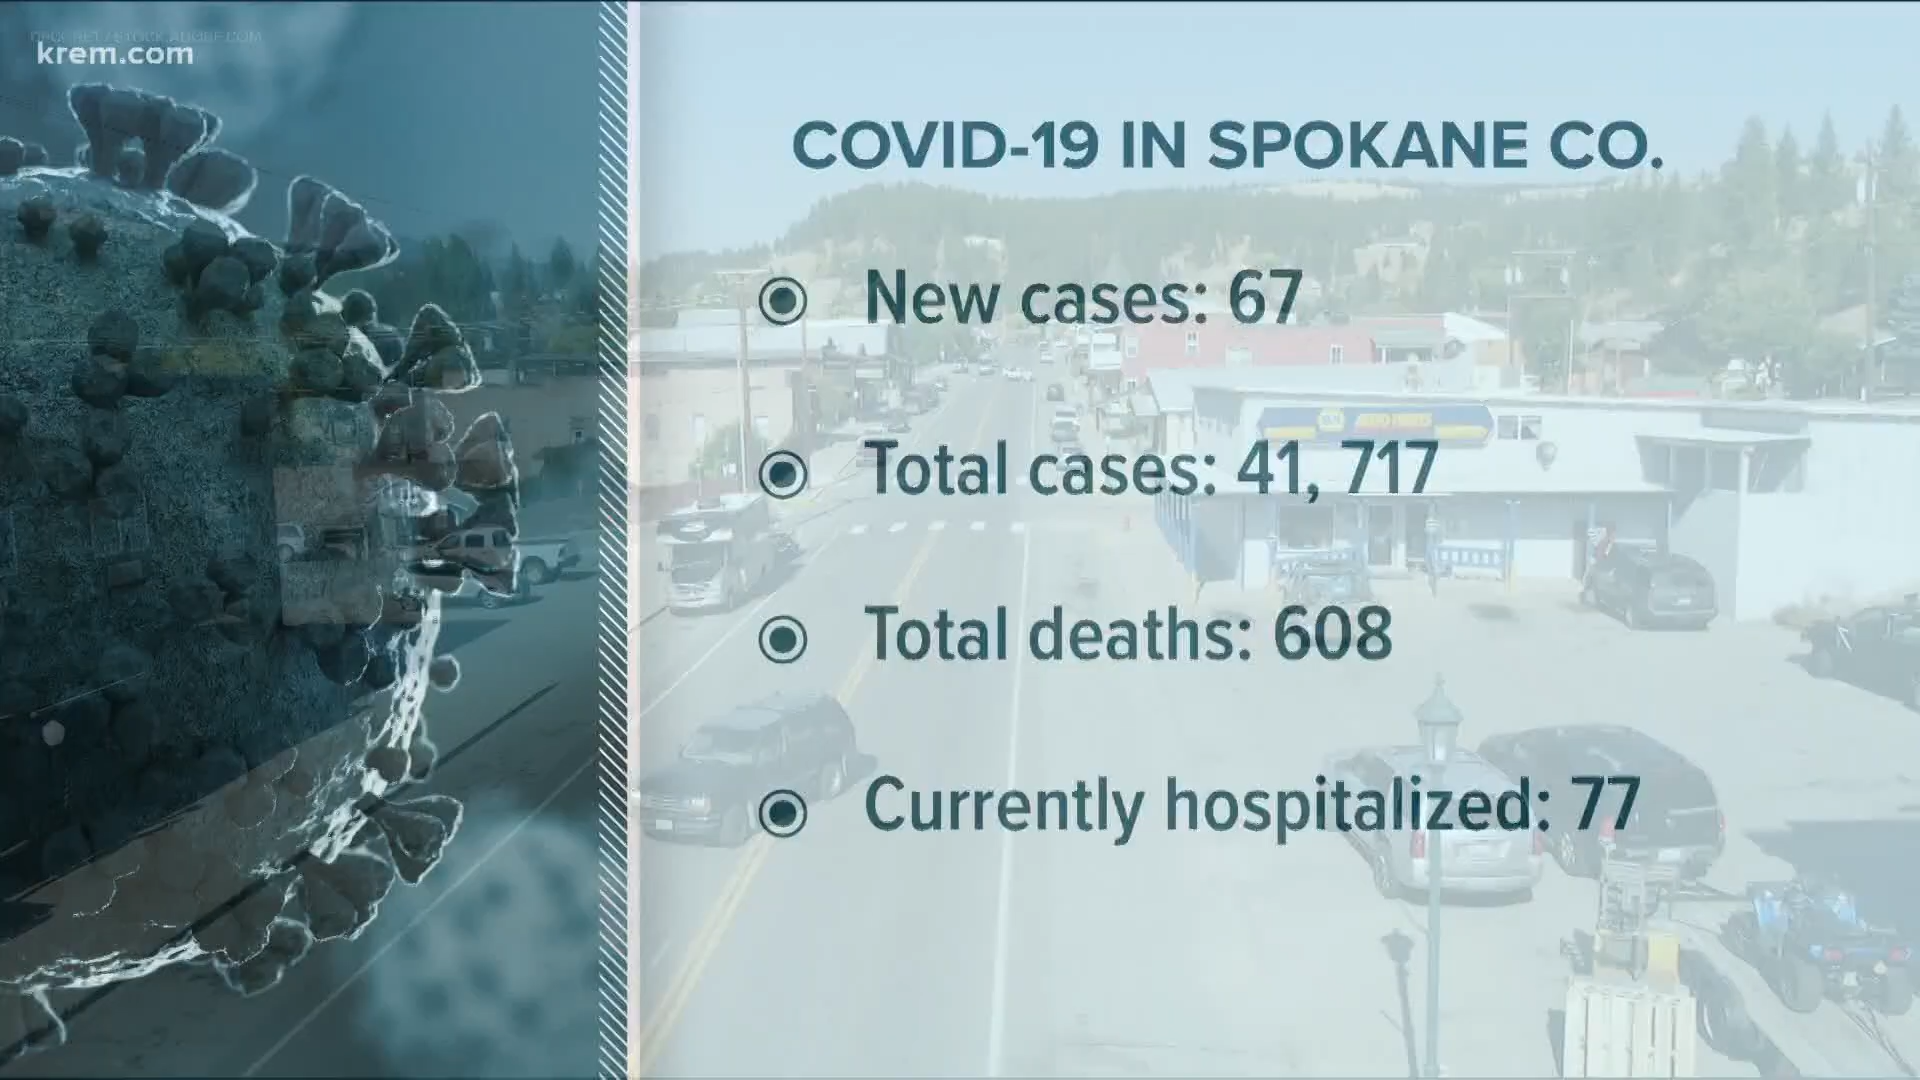 krem.com
COVID-19 IN SPOKANE CO.
New cases: 67
Total cases: 41, 717
Total deaths: 608
Currently hospitalized: 77